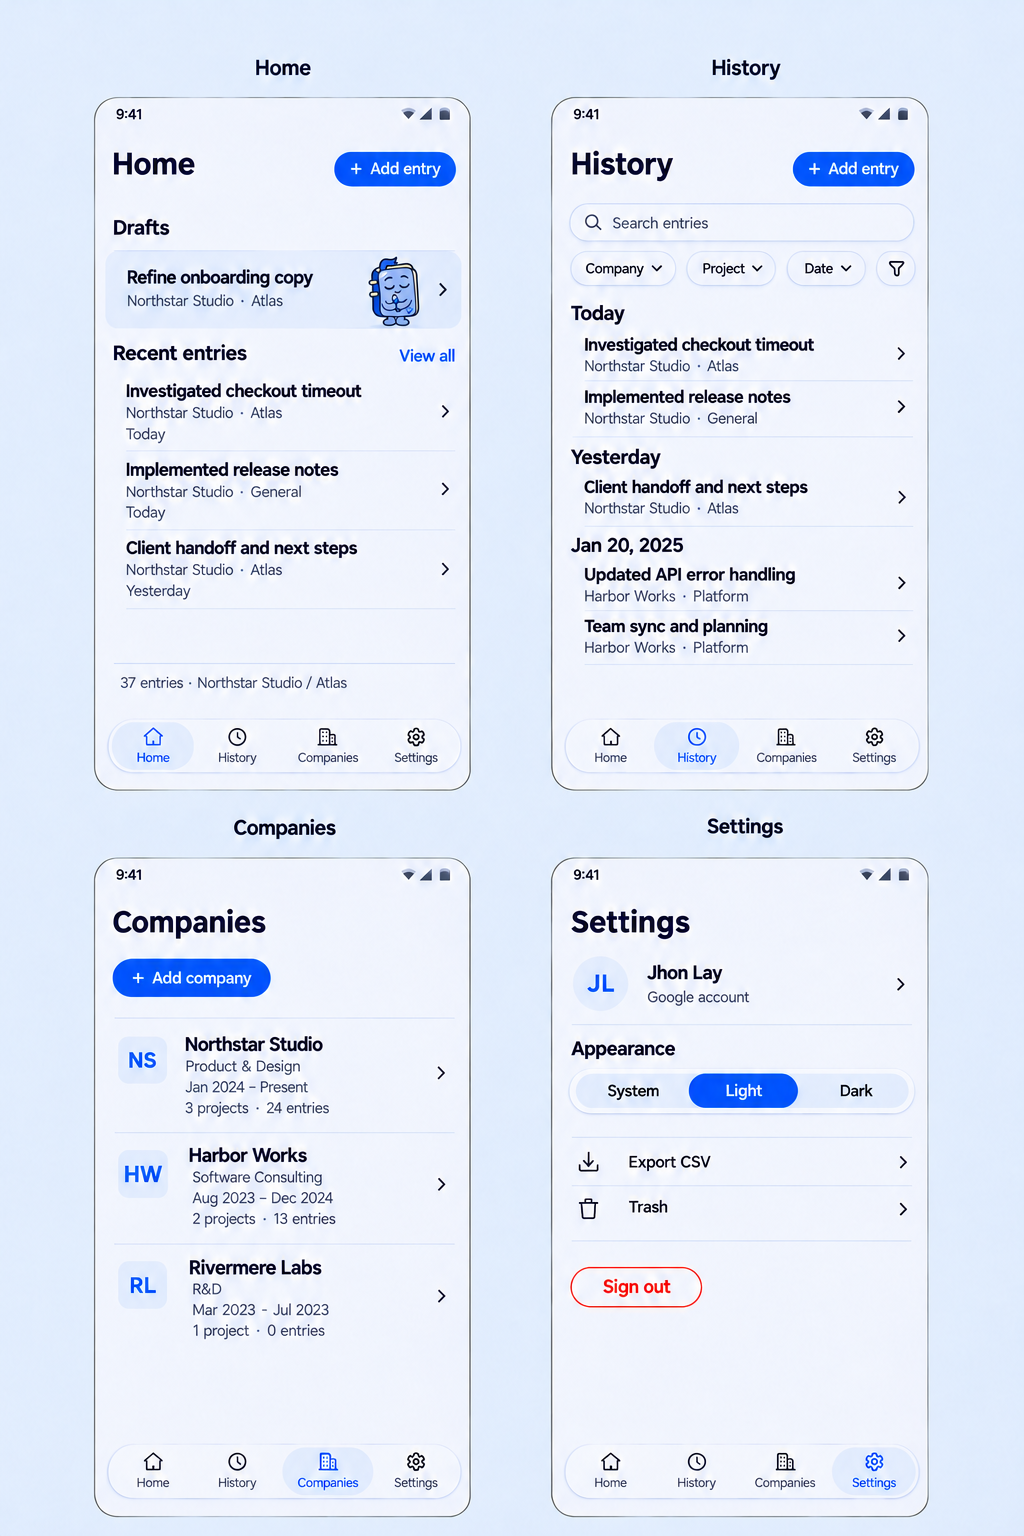 Home
9:41
Home
+ Add entry
Drafts
Refine onboarding copy
Northstar Studio · Atlas
Recent entries
View all
Investigated checkout timeout
Northstar Studio · Atlas
Today
Implemented release notes
Northstar Studio · General
Today
Client handoff and next steps
Northstar Studio · Atlas
Yesterday
37 entries · Northstar Studio / Atlas
Home History Companies Settings
History
9:41
History
+ Add entry
Search entries
Company Project Date
Today
Investigated checkout timeout
Northstar Studio · Atlas
Implemented release notes
Northstar Studio · General
Yesterday
Client handoff and next steps
Northstar Studio · Atlas
Jan 20, 2025
Updated API error handling
Harbor Works · Platform
Team sync and planning
Harbor Works · Platform
Home History Companies Settings
Companies
9:41
Companies
+ Add company
NS
Northstar Studio
Product & Design
Jan 2024 – Present
3 projects · 24 entries
HW
Harbor Works
Software Consulting
Aug 2023 – Dec 2024
2 projects · 13 entries
RL
Rivermere Labs
R&D
Mar 2023 - Jul 2023
1 project · 0 entries
Home History Companies Settings
Settings
9:41
Settings
JL
Jhon Lay
Google account
Appearance
System Light Dark
Export CSV
Trash
Sign out
Home History Companies Settings